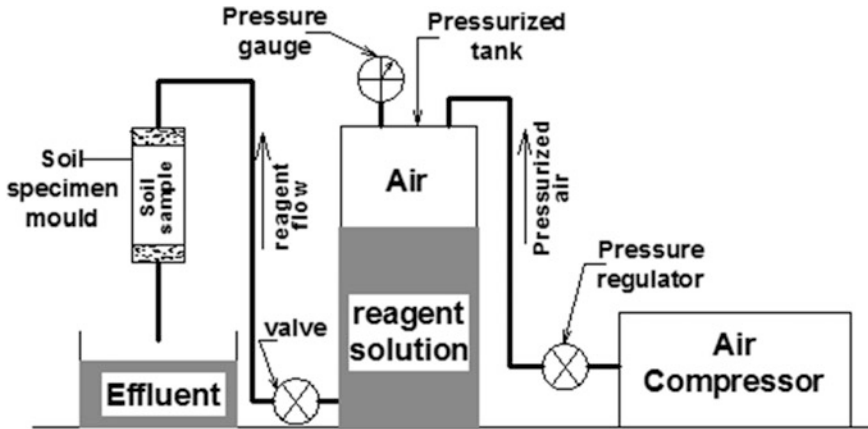 Pressure
gauge
Pressurized
tank
Soil
specimen
mould
Soil
sample
reagent
flow
Air
Pressurized
air
Pressure
regulator
valve
reagent
solution
Air
Compressor
Effluent